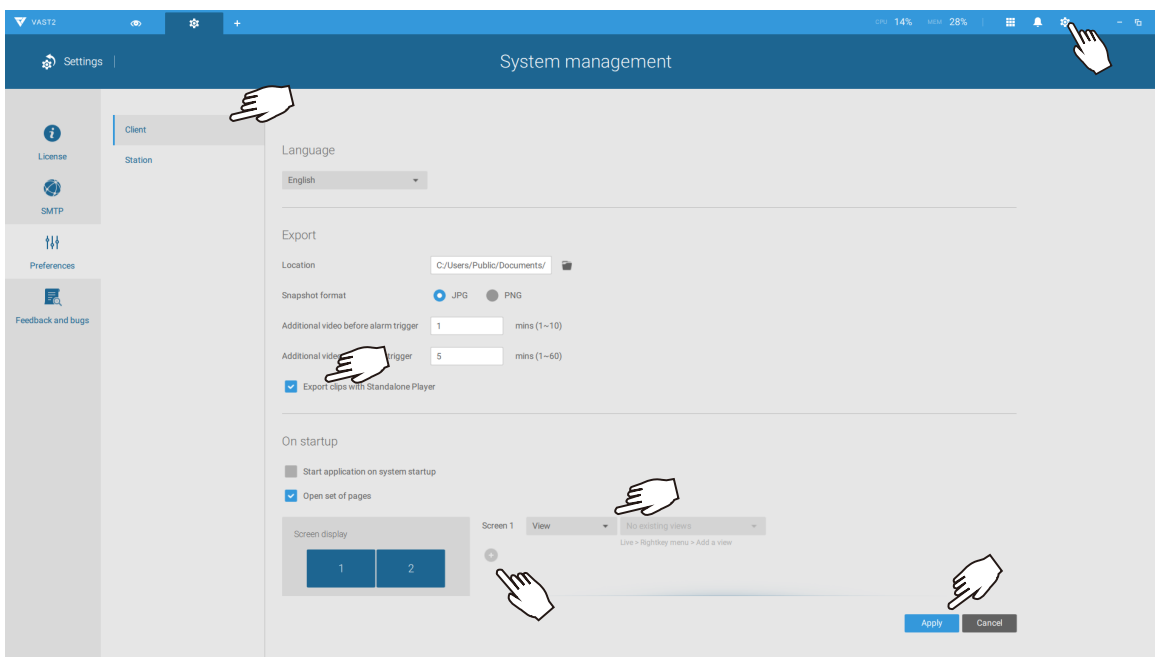 VAST2 + CPU 14% MEM 28%
Settings
System management
License
SMTP
Preferences
Feedback and bugs
Client
Station
Language
English
Export
Location C:/Users/Public/Documents/
Snapshot format JPG PNG
Additional video before alarm trigger 1 mins (1~10)
Additional trigger 5 mins (1~60)
Export clips with Standalone Player
On startup
Start application on system startup
Open set of pages
Screen display
1 2
Screen 1 View No existing views
Live > Rightkey menu > Add a view
Apply Cancel